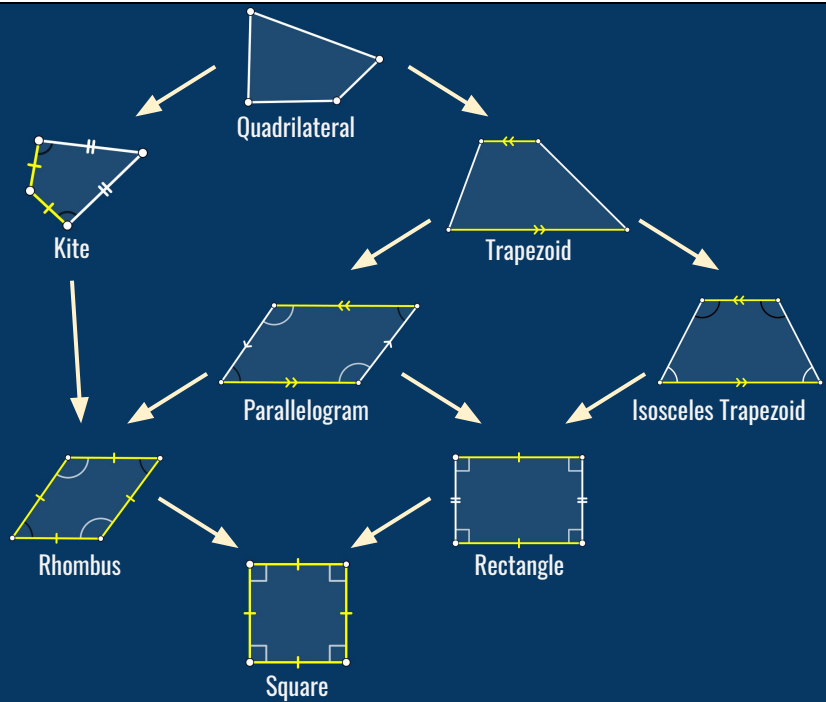 Quadrilateral
Kite
Trapezoid
Parallelogram
Isosceles Trapezoid
Rhombus
Rectangle
Square